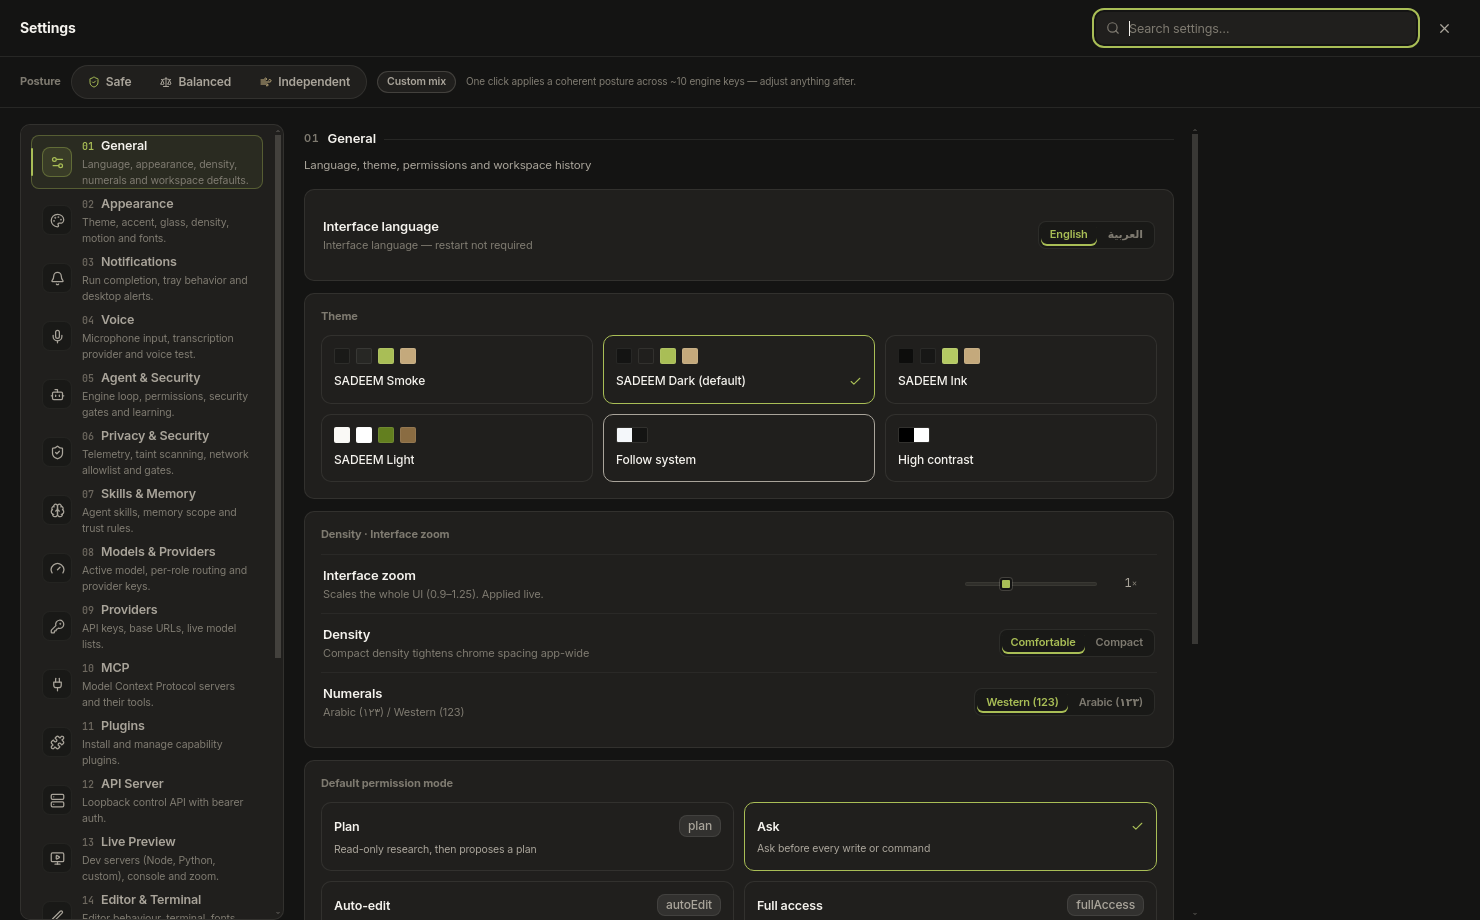 Settings
Search settings...
Posture
Safe
Balanced
Independent
Custom mix
One click applies a coherent posture across ~10 engine keys — adjust anything after.
01 General
Language, appearance, density,
numerals and workspace defaults.
02 Appearance
Theme, accent, glass, density,
motion and fonts.
03 Notifications
Run completion, tray behavior and
desktop alerts.
04 Voice
Microphone input, transcription
provider and voice test.
05 Agent & Security
Engine loop, permissions, security
gates and learning.
06 Privacy & Security
Telemetry, taint scanning, network
allowlist and gates.
07 Skills & Memory
Agent skills, memory scope and
trust rules.
08 Models & Providers
Active model, per-role routing and
provider keys.
09 Providers
API keys, base URLs, live model
lists.
10 MCP
Model Context Protocol servers
and their tools.
11 Plugins
Install and manage capability
plugins.
12 API Server
Loopback control API with bearer
auth.
13 Live Preview
Dev servers (Node, Python,
custom), console and zoom.
14 Editor & Terminal
Editor behaviour, terminal, fonts
01 General
Language, theme, permissions and workspace history
Interface language
Interface language — restart not required
English
العربية
Theme
SADEEM Smoke
SADEEM Dark (default)
SADEEM Ink
SADEEM Light
Follow system
High contrast
Density · Interface zoom
Interface zoom
Scales the whole UI (0.9–1.25). Applied live.
1×
Density
Compact density tightens chrome spacing app-wide
Comfortable
Compact
Numerals
Arabic (١٢٣) / Western (123)
Western (123)
Arabic (١٢٣)
Default permission mode
Plan
plan
Read-only research, then proposes a plan
Ask
Ask before every write or command
Auto-edit
autoEdit
Full access
fullAccess